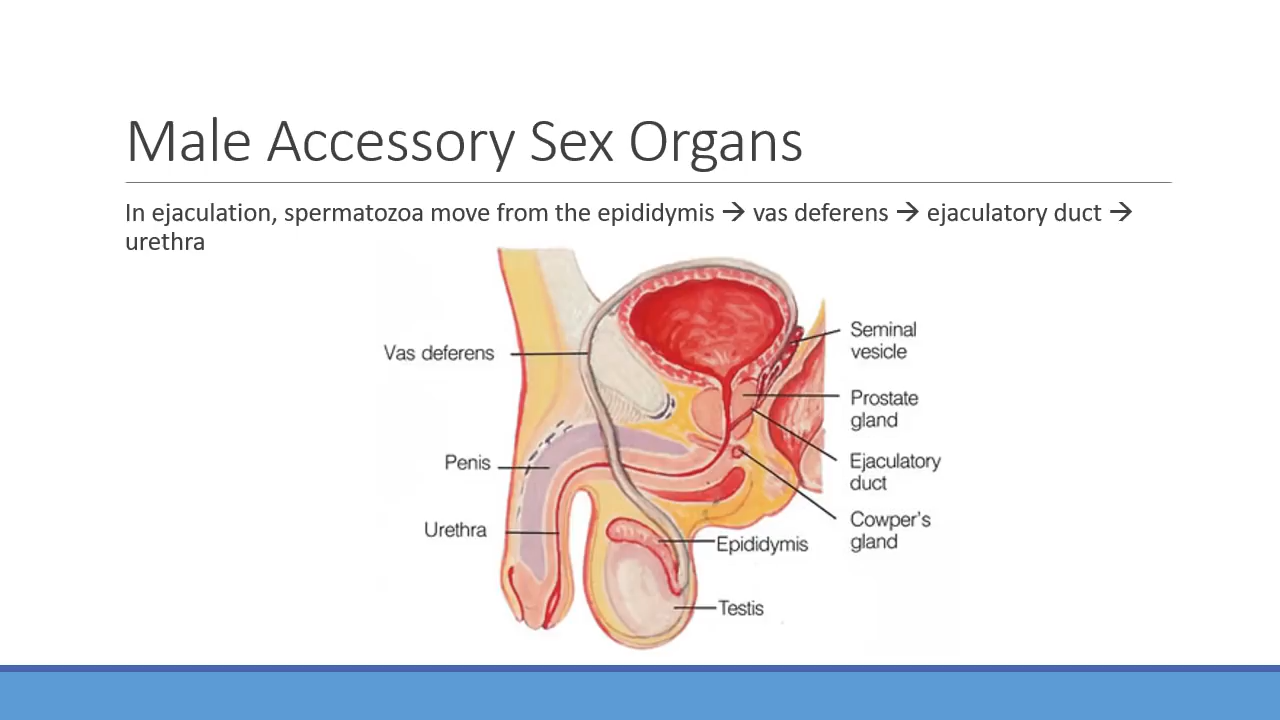 Male Accessory Sex Organs
In ejaculation, spermatozoa move from the epididymis → vas deferens → ejaculatory duct →
urethra
Vas deferens
Penis
Urethra
Seminal
vesicle
Prostate
gland
Ejaculatory
duct
Cowper's
gland
Epididymis
Testis